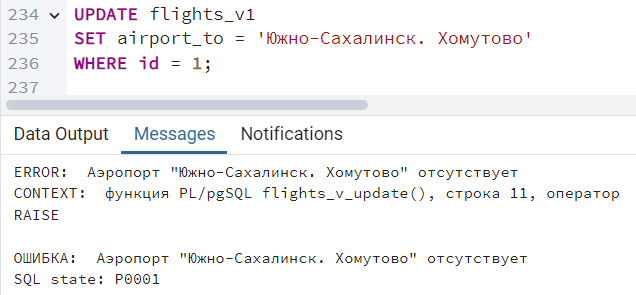 234 UPDATE flights_v1
235 SET airport_to = 'Южно-Сахалинск. Хомутово'
236 WHERE id = 1;
237
Data Output Messages Notifications
ERROR: Аэропорт "Южно-Сахалинск. Хомутово" отсутствует
CONTEXT: функция PL/pgSQL flights_v_update(), строка 11, оператор
RAISE
ОШИБКА: Аэропорт "Южно-Сахалинск. Хомутово" отсутствует
SQL state: P0001